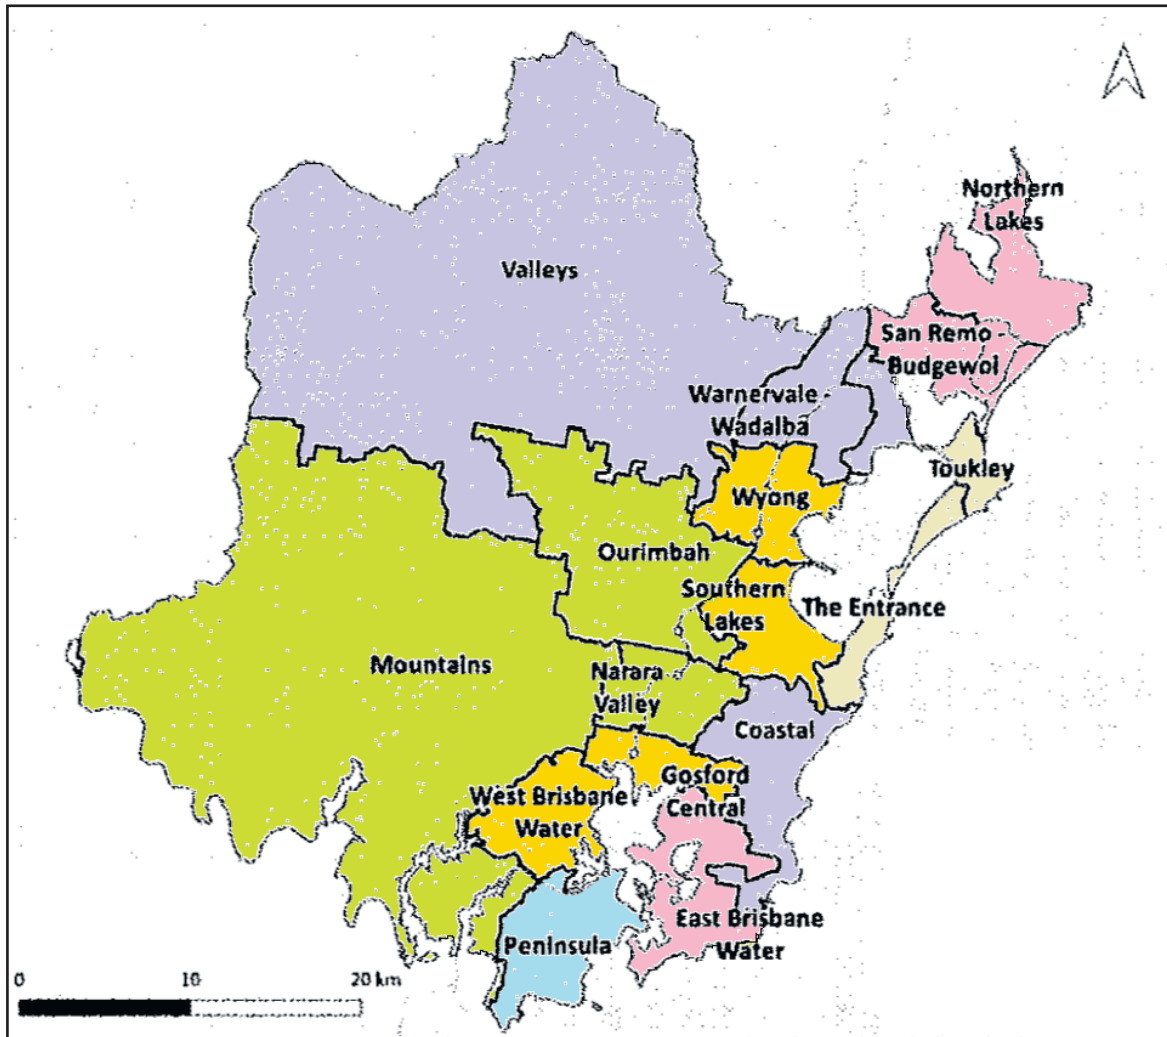 Northern
Lakes
Valleys
San Remo -
Budgewol
Warnervale -
Wadalba
Toukley
Wyong
Ourimbah
Southern
Lakes
The Entrance
Mountains
Narara
Valley
Coastal
Gosford
Central
West Brisbane
Water
East Brisbane
Water
Peninsula
0 10 20 km